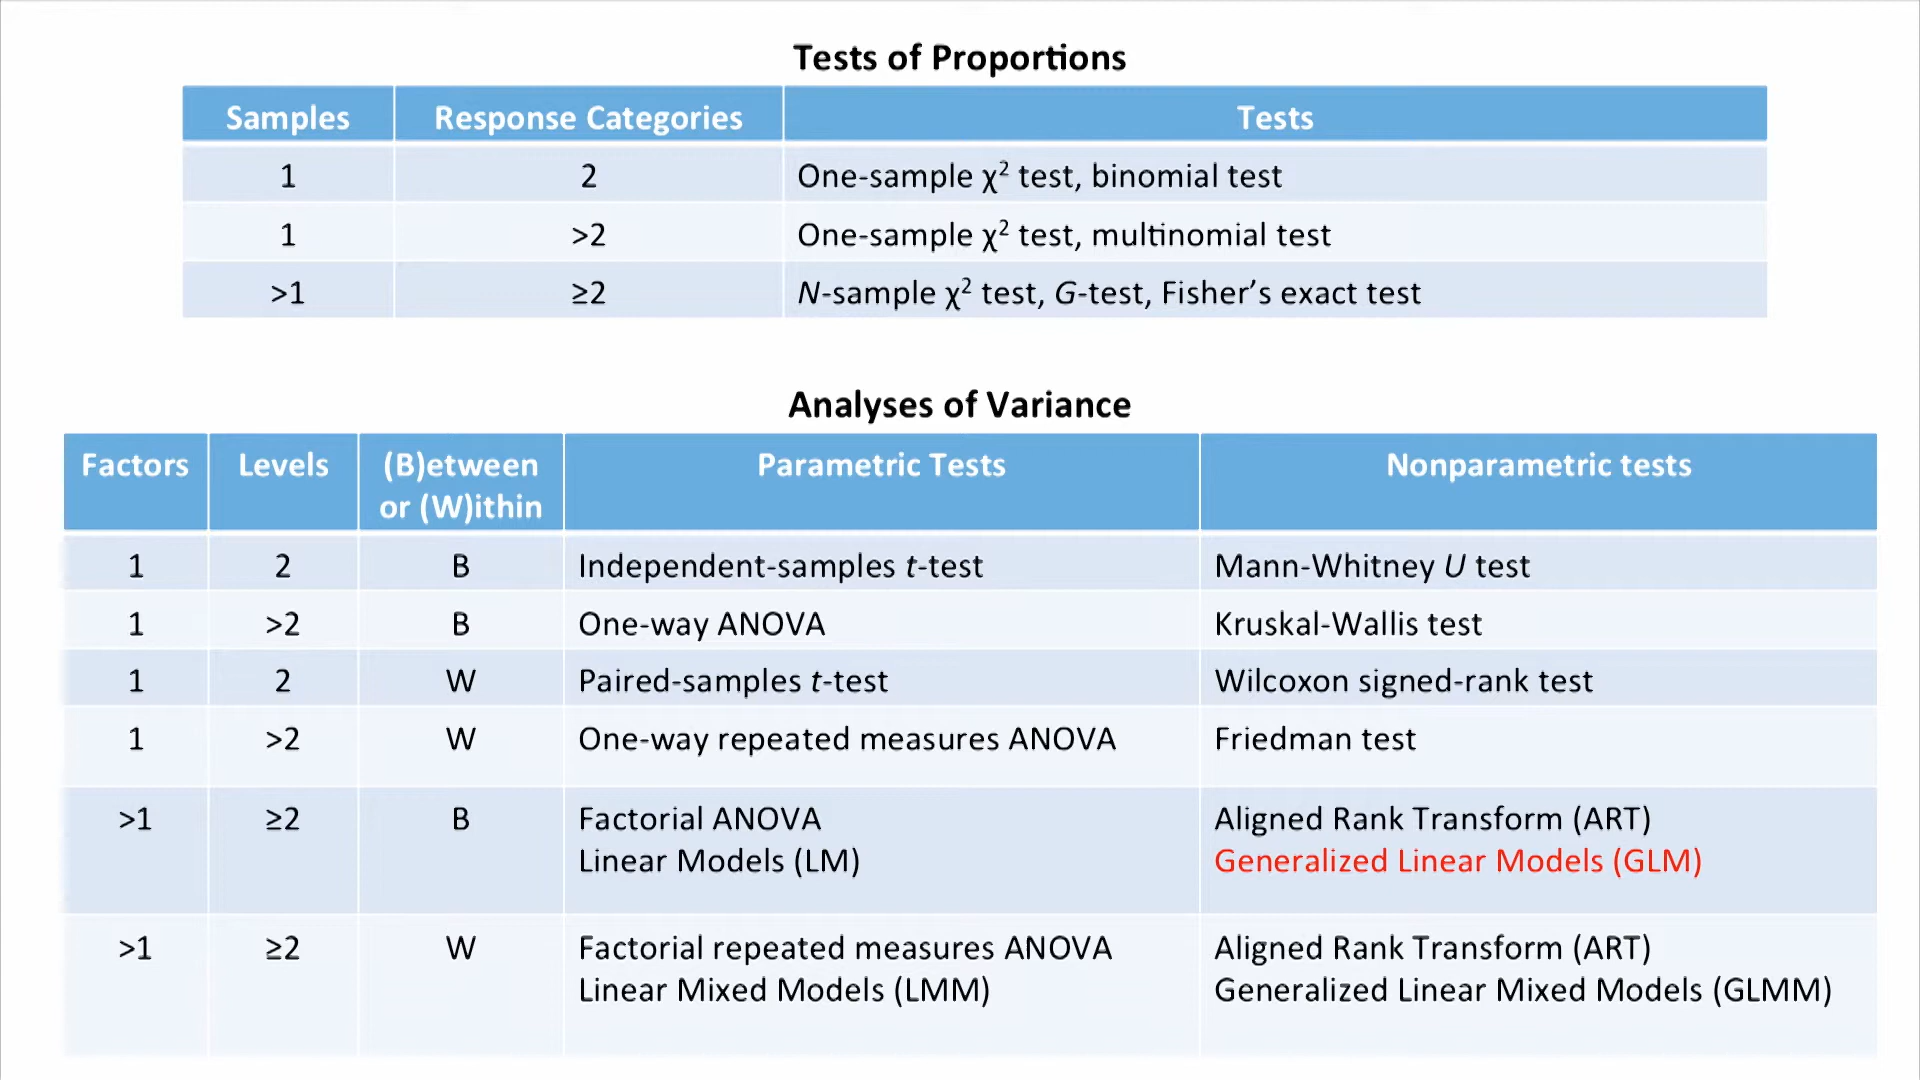 Tests of Proportions
Samples Response Categories Tests
1 2 One-sample χ² test, binomial test
1 >2 One-sample χ² test, multinomial test
>1 ≥2 N-sample χ² test, G-test, Fisher’s exact test
Analyses of Variance
Factors Levels (B)etween Parametric Tests Nonparametric tests
or (W)ithin
1 2 B Independent-samples t-test Mann-Whitney U test
1 >2 B One-way ANOVA Kruskal-Wallis test
1 2 W Paired-samples t-test Wilcoxon signed-rank test
1 >2 W One-way repeated measures ANOVA Friedman test
>1 ≥2 B Factorial ANOVA Aligned Rank Transform (ART)
Linear Models (LM) Generalized Linear Models (GLM)
>1 ≥2 W Factorial repeated measures ANOVA Aligned Rank Transform (ART)
Linear Mixed Models (LMM) Generalized Linear Mixed Models (GLMM)